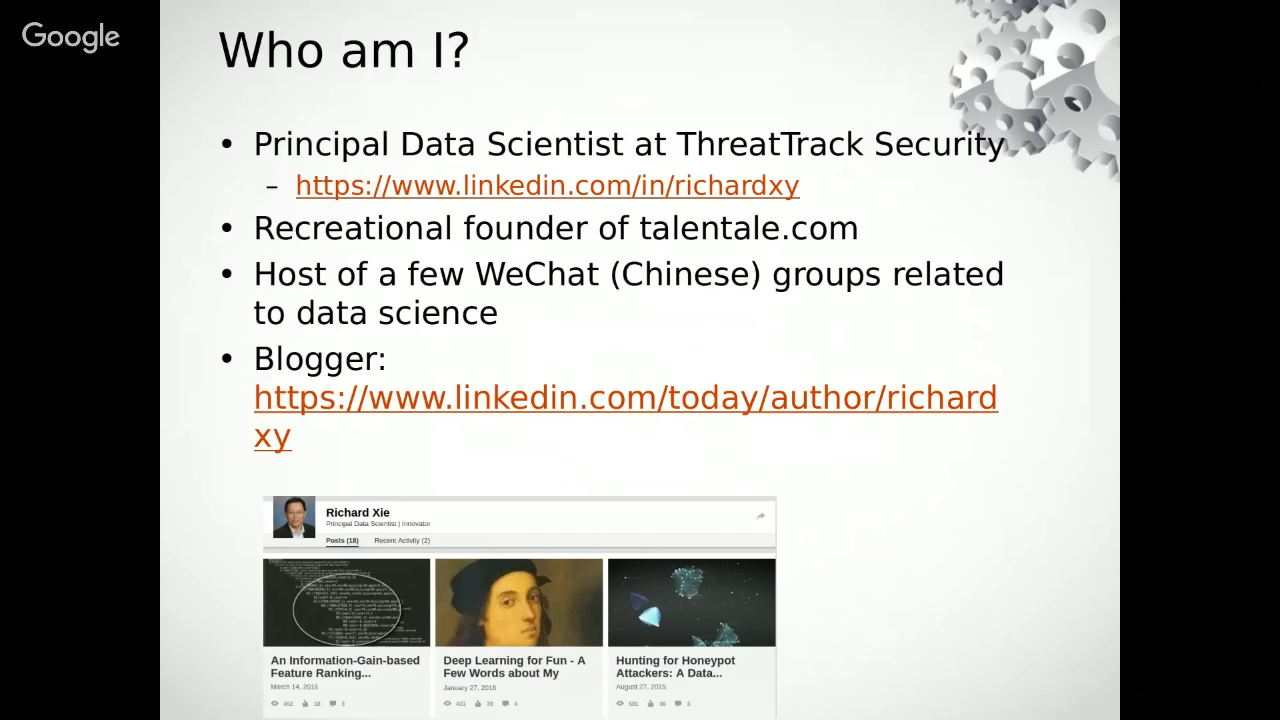 Google
Who am I?
• Principal Data Scientist at ThreatTrack Security
– https://www.linkedin.com/in/richardxy
• Recreational founder of talentale.com
• Host of a few WeChat (Chinese) groups related
to data science
• Blogger:
https://www.linkedin.com/today/author/richard
xy
Richard Xie
Principal Data Scientist | Innovator
Posts (18) Recent Activity (2)
An Information-Gain-based
Feature Ranking...
March 14, 2016
Deep Learning for Fun - A
Few Words about My
January 27, 2016
Hunting for Honeypot
Attackers: A Data...
August 27, 2015